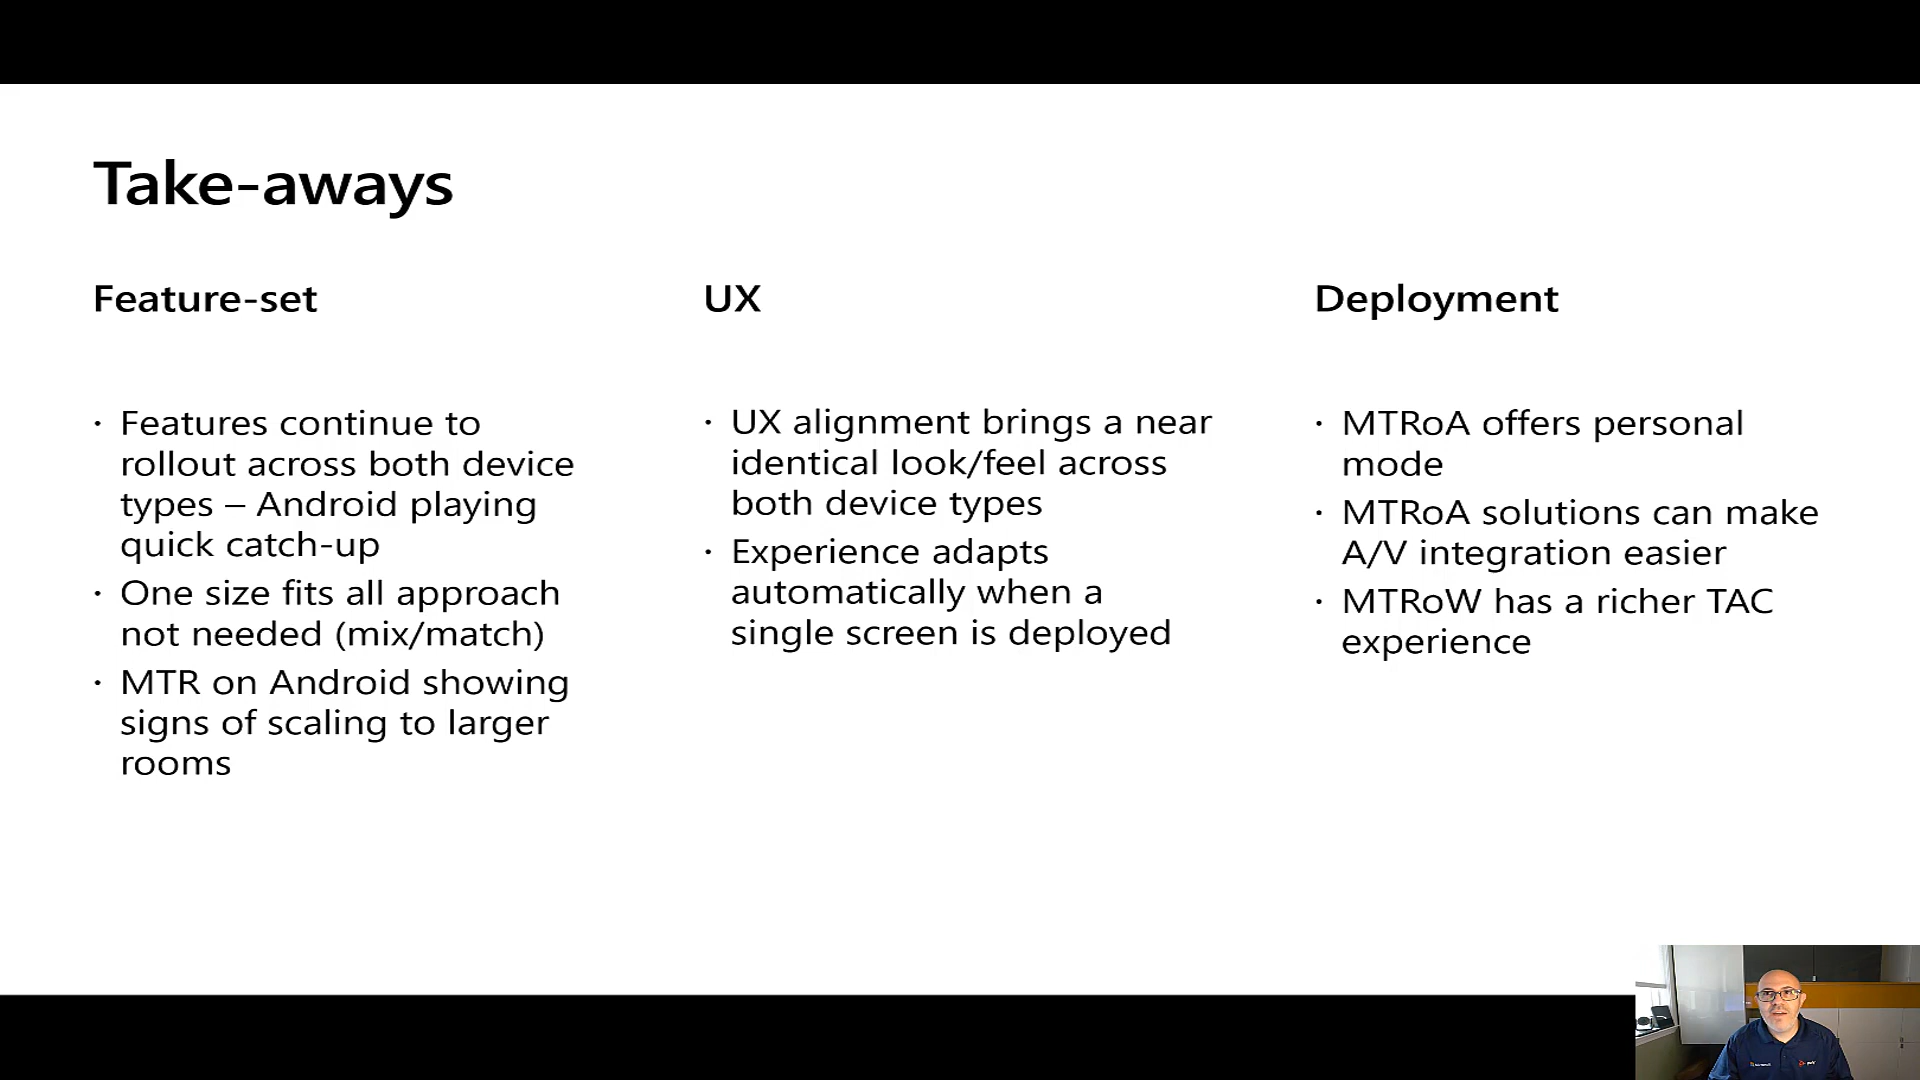 Take-aways
Feature-set
• Features continue to
rollout across both device
types – Android playing
quick catch-up
• One size fits all approach
not needed (mix/match)
• MTR on Android showing
signs of scaling to larger
rooms
UX
• UX alignment brings a near
identical look/feel across
both device types
• Experience adapts
automatically when a
single screen is deployed
Deployment
• MTRoA offers personal
mode
• MTRoA solutions can make
A/V integration easier
• MTRoW has a richer TAC
experience